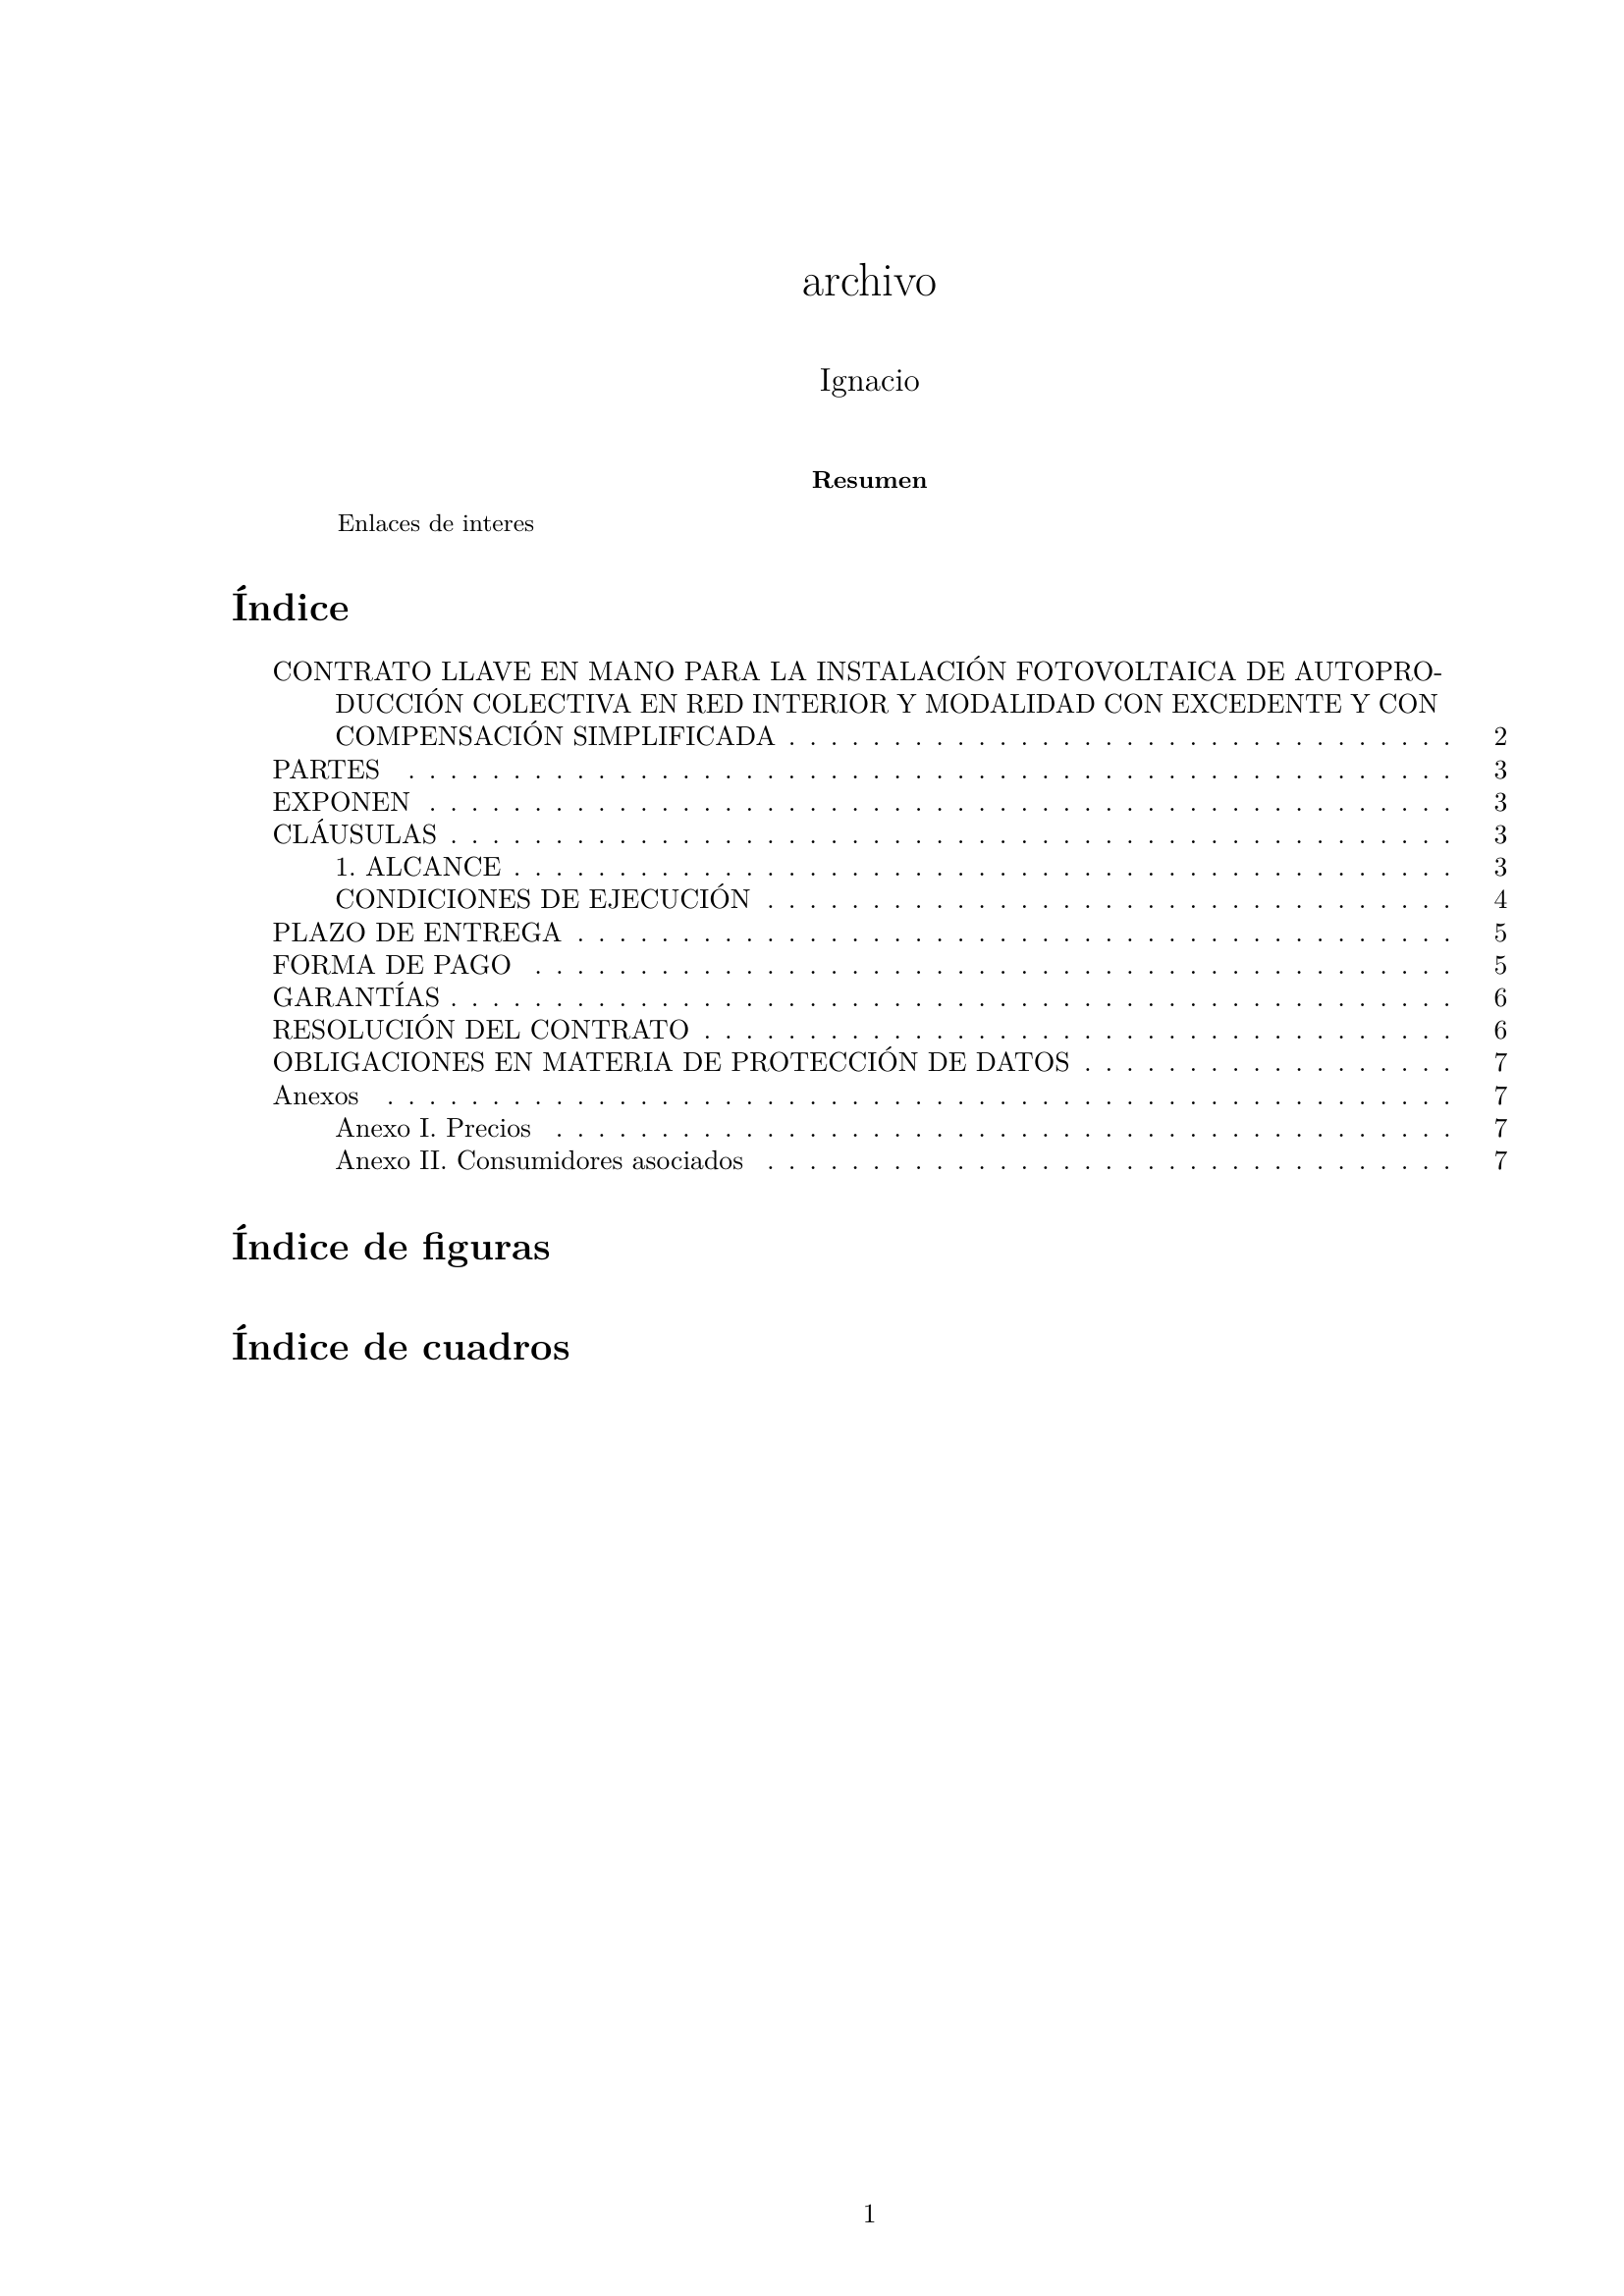 archivo
Ignacio
Resumen
Enlaces de interes
Índice
CONTRATO LLAVE EN MANO PARA LA INSTALACIÓN FOTOVOLTAICA DE AUTOPRO-
DUCCIÓN COLECTIVA EN RED INTERIOR Y MODALIDAD CON EXCEDENTE Y CON
COMPENSACIÓN SIMPLIFICADA . . . . . . . . . . . . . . . . . . . . . . . . . . . . . . . . 2
PARTES . . . . . . . . . . . . . . . . . . . . . . . . . . . . . . . . . . . . . . . . . . . . . . . . . . 3
EXPONEN . . . . . . . . . . . . . . . . . . . . . . . . . . . . . . . . . . . . . . . . . . . . . . . . . 3
CLÁUSULAS . . . . . . . . . . . . . . . . . . . . . . . . . . . . . . . . . . . . . . . . . . . . . . . . 3
1. ALCANCE . . . . . . . . . . . . . . . . . . . . . . . . . . . . . . . . . . . . . . . . . . . . . 3
CONDICIONES DE EJECUCIÓN . . . . . . . . . . . . . . . . . . . . . . . . . . . . . . . . . 4
PLAZO DE ENTREGA . . . . . . . . . . . . . . . . . . . . . . . . . . . . . . . . . . . . . . . . . . 5
FORMA DE PAGO . . . . . . . . . . . . . . . . . . . . . . . . . . . . . . . . . . . . . . . . . . . . 5
GARANTÍAS . . . . . . . . . . . . . . . . . . . . . . . . . . . . . . . . . . . . . . . . . . . . . . . . 6
RESOLUCIÓN DEL CONTRATO . . . . . . . . . . . . . . . . . . . . . . . . . . . . . . . . . . . . 6
OBLIGACIONES EN MATERIA DE PROTECCIÓN DE DATOS . . . . . . . . . . . . . . . . . . 7
Anexos . . . . . . . . . . . . . . . . . . . . . . . . . . . . . . . . . . . . . . . . . . . . . . . . . . . 7
Anexo I. Precios . . . . . . . . . . . . . . . . . . . . . . . . . . . . . . . . . . . . . . . . . . . 7
Anexo II. Consumidores asociados . . . . . . . . . . . . . . . . . . . . . . . . . . . . . . . . . 7
Índice de figuras
Índice de cuadros
1